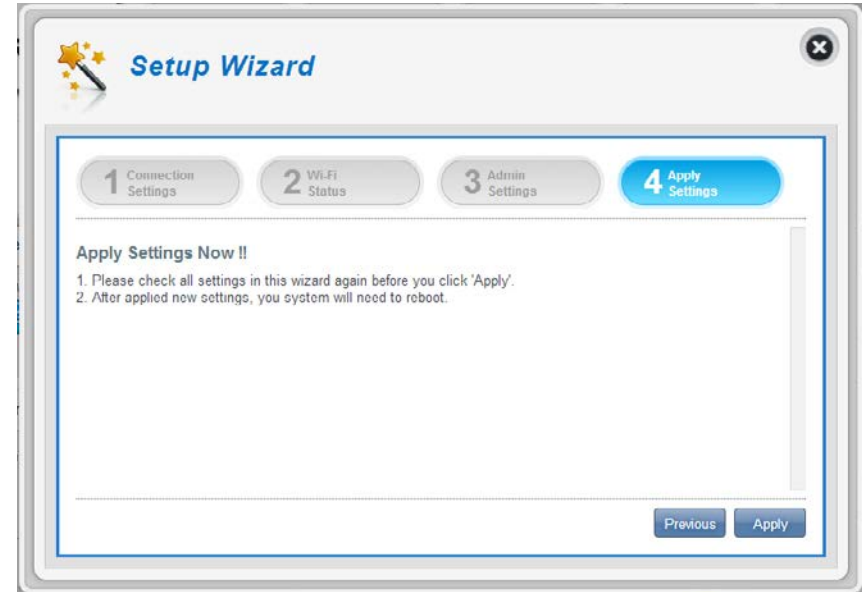 Setup Wizard
1 Connection
Settings
2 Wi-Fi
Status
3 Admin
Settings
4 Apply
Settings
Apply Settings Now !!
1. Please check all settings in this wizard again before you click 'Apply'.
2. After applied new settings, you system will need to reboot.
Previous
Apply